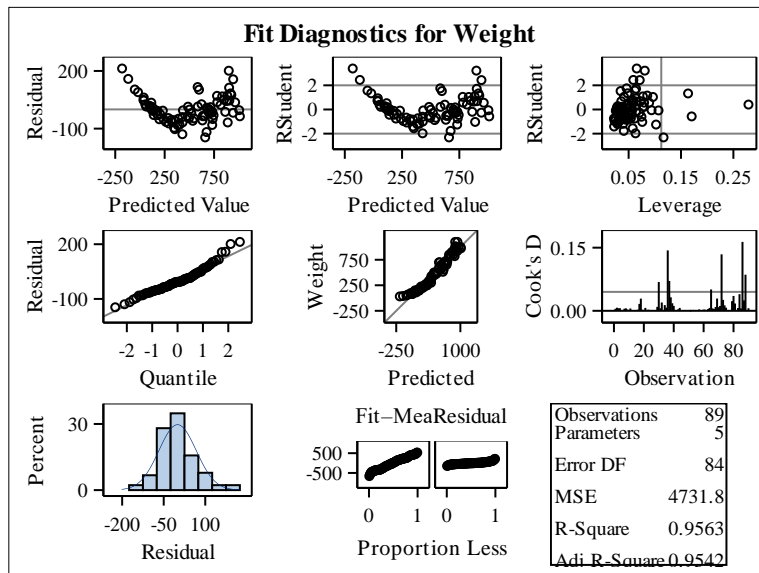 Fit Diagnostics for Weight
Residual
200
-100
-250 250 750
Predicted Value
RStudent
2
0
-2
-250 250 750
Predicted Value
RStudent
2
0
-2
0.05 0.15 0.25
Leverage
Residual
200
-100
-2 -1 0 1 2
Quantile
Weight
750
250
-250
-250 1000
Predicted
Cook's D
0.15
0.00
0 20 40 60 80
Observation
Percent
30
0
-200 -50 100
Residual
Fit–MeaResidual
500
-500
0 1 0 1
Proportion Less
Observations 89
Parameters 5
Error DF 84
MSE 4731.8
R-Square 0.9563
Adj R-Square 0.9542